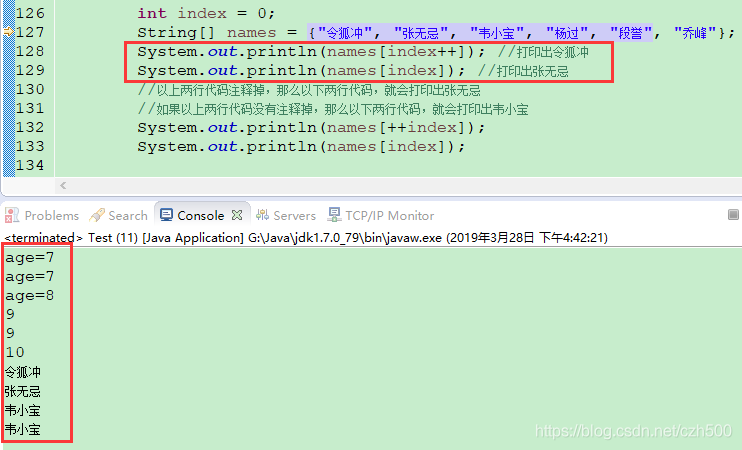 126 int index = 0;
127 String[] names = {"令狐冲", "张无忌", "韦小宝", "杨过", "段誉", "乔峰"};
128 System.out.println(names[index++]); //打印出令狐冲
129 System.out.println(names[index]); //打印出张无忌
130 //以上两行代码注释掉，那么以下两行代码，就会打印出张无忌
131 //如果以上两行代码没有注释掉，那么以下两行代码，就会打印出韦小宝
132 System.out.println(names[++index]);
133 System.out.println(names[index]);
134
Problems Search Console Servers TCP/IP Monitor
<terminated> Test (11) [Java Application] G:\Java\jdk1.7.0_79\bin\javaw.exe (2019年3月28日 下午4:42:21)
age=7
age=7
age=8
9
9
10
令狐冲
张无忌
韦小宝
韦小宝
https://blog.csdn.net/czh500